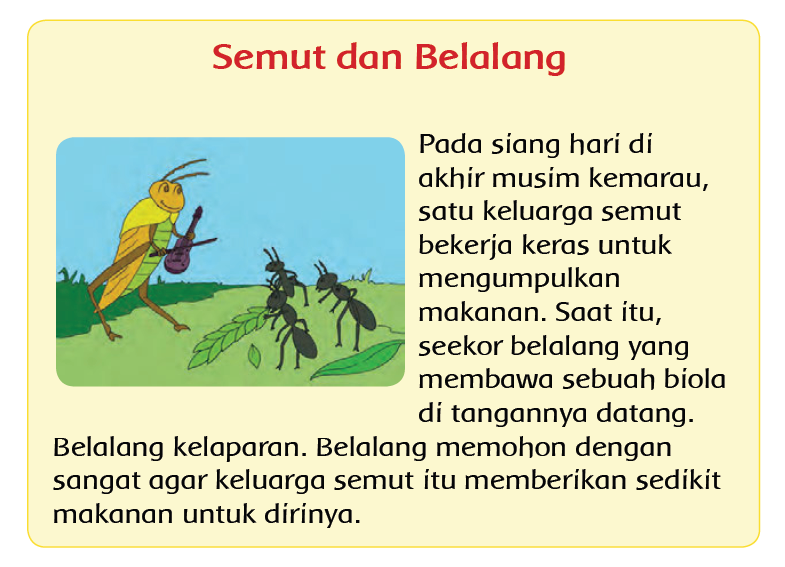 Semut dan Belalang
Pada siang hari di
akhir musim kemarau,
satu keluarga semut
bekerja keras untuk
mengumpulkan
makanan. Saat itu,
seekor belalang yang
membawa sebuah biola
di tangannya datang.
Belalang kelaparan. Belalang memohon dengan
sangat agar keluarga semut itu memberikan sedikit
makanan untuk dirinya.